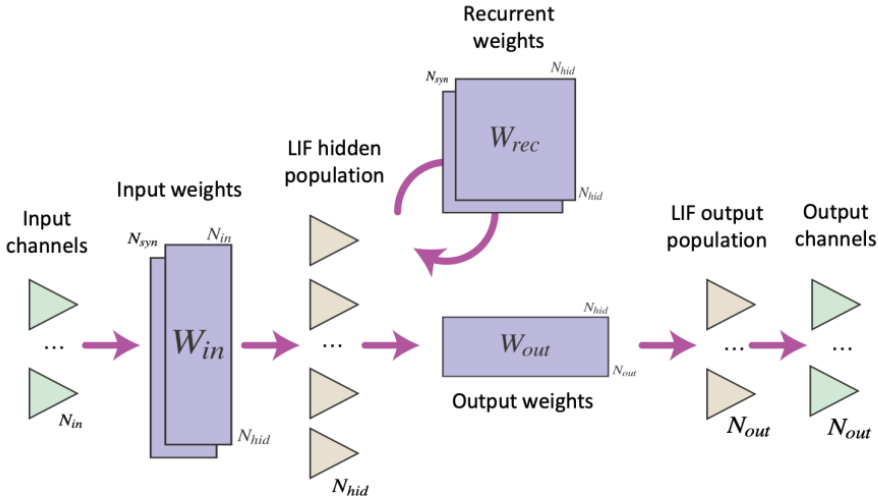 Input
channels
...
N_in
Input weights
N_syn
N_in
W_in
N_hid
LIF hidden
population
...
N_hid
Recurrent
weights
N_syn
N_hid
W_rec
N_hid
N_hid
W_out
N_out
Output weights
LIF output
population
...
N_out
Output
channels
...
N_out